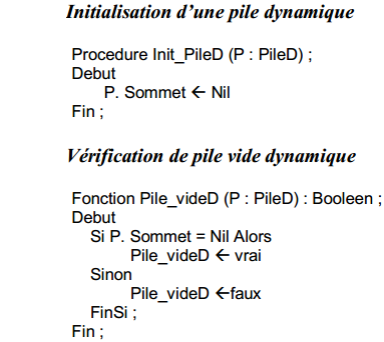 Initialisation d’une pile dynamique
Procedure Init_PileD (P : PileD) ;
Debut
P. Sommet ← Nil
Fin ;
Vérification de pile vide dynamique
Fonction Pile_videD (P : PileD) : Booleen ;
Debut
Si P. Sommet = Nil Alors
Pile_videD ← vrai
Sinon
Pile_videD ←faux
FinSi ;
Fin ;